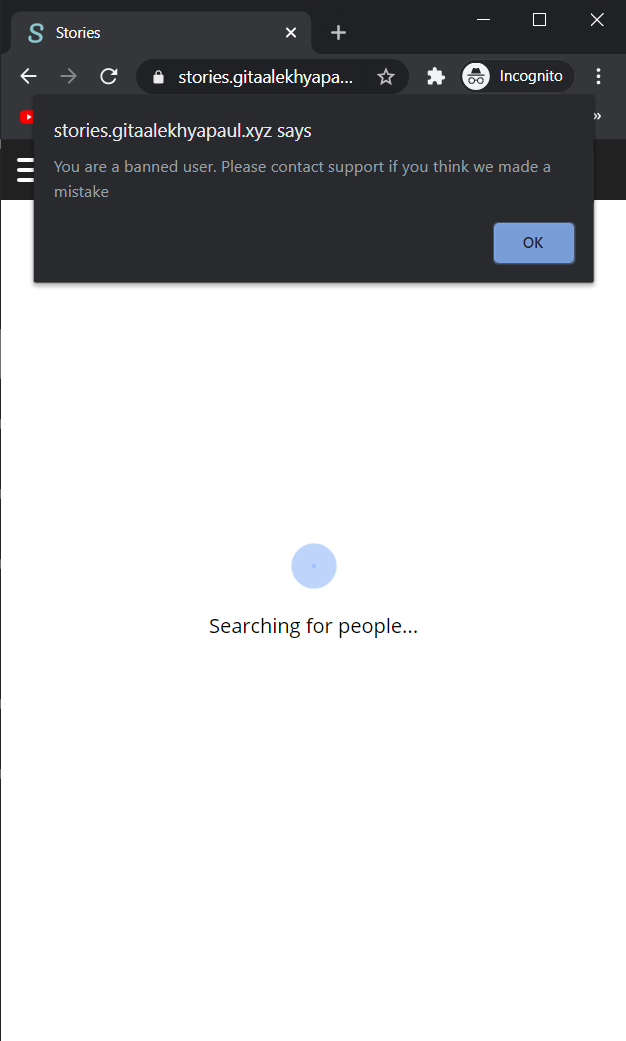 Stories
stories.gitaalekhyapa...
Incognito
»
stories.gitaalekhyapaul.xyz says
You are a banned user. Please contact support if you think we made a
mistake
OK
Searching for people...